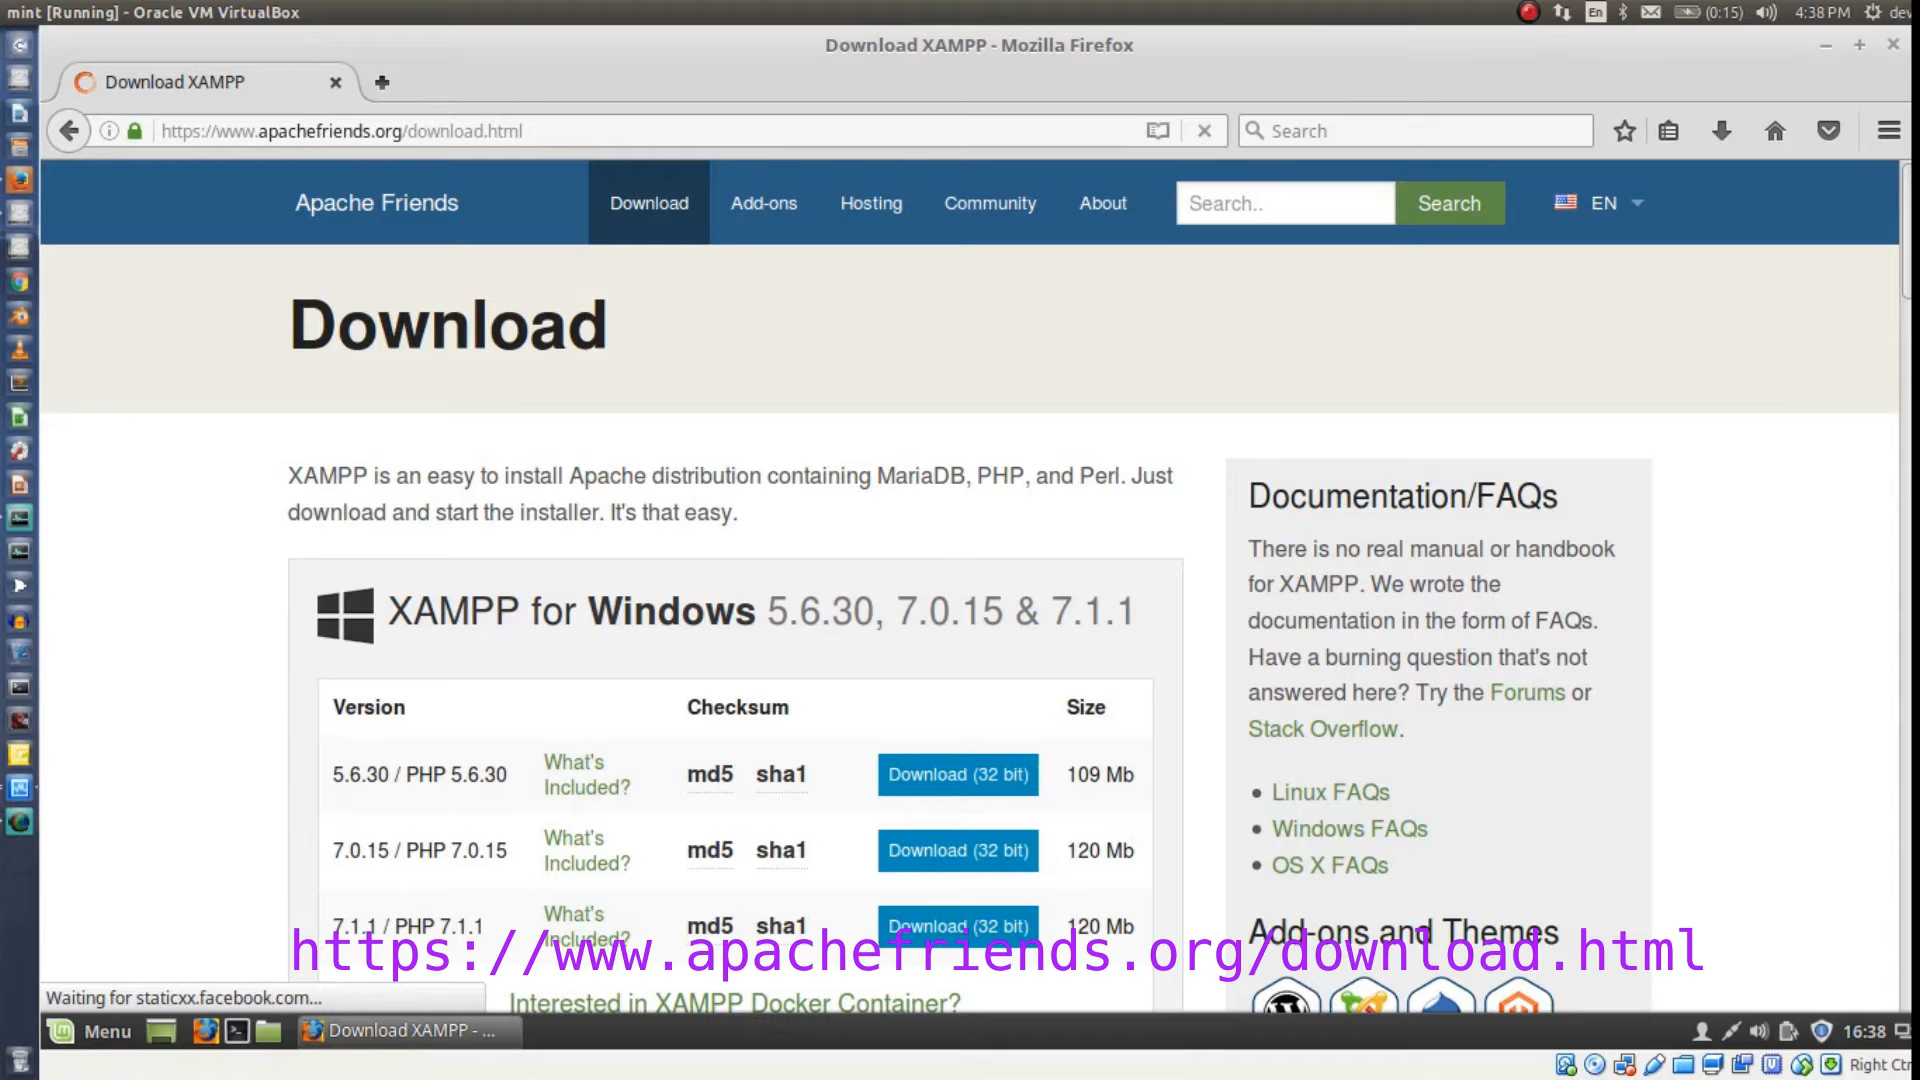 mint [Running] - Oracle VM VirtualBox
En
(0:15)
4:38 PM
dev
Download XAMPP - Mozilla Firefox
Download XAMPP
https://www.apachefriends.org/download.html
Search
Apache Friends
Download
Add-ons
Hosting
Community
About
Search..
Search
EN
Download
XAMPP is an easy to install Apache distribution containing MariaDB, PHP, and Perl. Just
download and start the installer. It's that easy.
XAMPP for Windows 5.6.30, 7.0.15 & 7.1.1
Version Checksum Size
5.6.30 / PHP 5.6.30 What's Included? md5 sha1 Download (32 bit) 109 Mb
7.0.15 / PHP 7.0.15 What's Included? md5 sha1 Download (32 bit) 120 Mb
7.1.1 / PHP 7.1.1 What's Included? md5 sha1 Download (32 bit) 120 Mb
Interested in XAMPP Docker Container?
Documentation/FAQs
There is no real manual or handbook
for XAMPP. We wrote the
documentation in the form of FAQs.
Have a burning question that's not
answered here? Try the Forums or
Stack Overflow.
Linux FAQs
Windows FAQs
OS X FAQs
Add-ons and Themes
https://www.apachefriends.org/download.html
Waiting for staticxx.facebook.com...
Menu
Download XAMPP - ...
16:38
Right Ctr